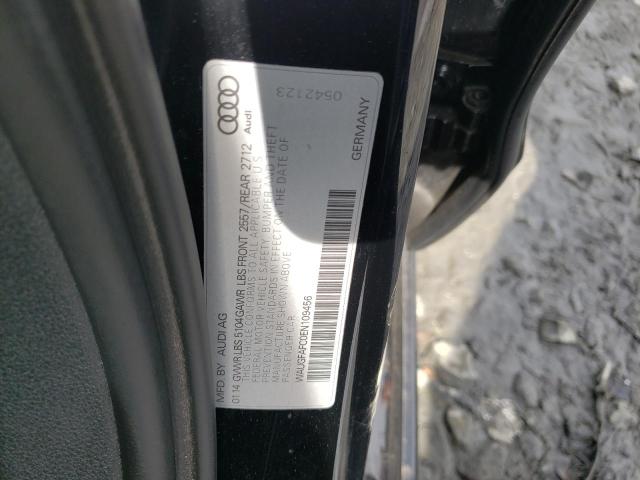 MFD BY AUDI AG
01 14 GVWR LBS 5104 GAWR LBS FRONT 2557/REAR 2712
THIS VEHICLE CONFORMS TO ALL APPLICABLE U.S.
FEDERAL MOTOR VEHICLE SAFETY, BUMPER AND THEFT
PREVENTION STANDARDS IN EFFECT ON THE DATE OF
MANUFACTURE SHOWN ABOVE.
PASSENGER CAR
WAUGFAFC0EN109456
Audi
0542123
GERMANY